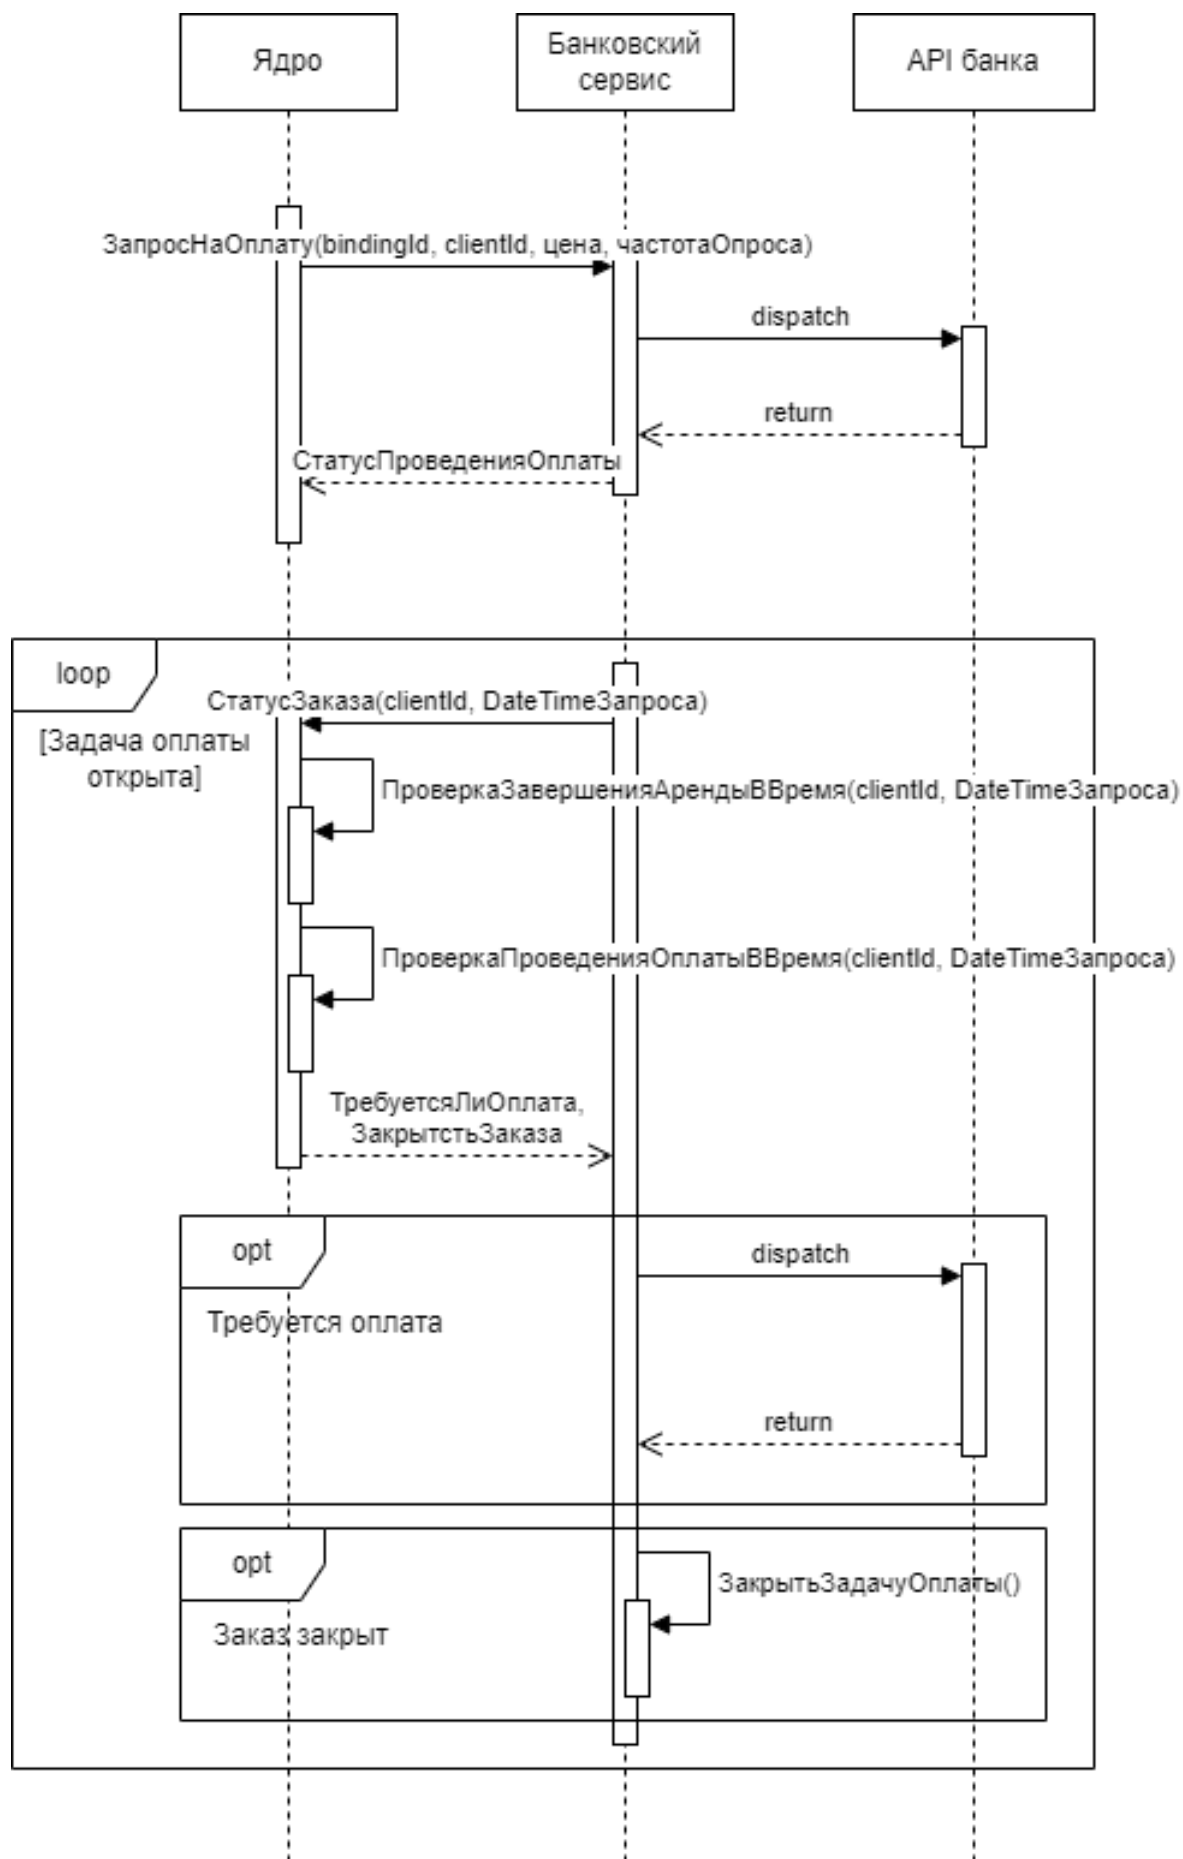 Ядро
Банковский
сервис
API банка
ЗапросНаОплату(bindingId, clientId, цена, частотаОпроса)
dispatch
return
СтатусПроведенияОплаты
loop
СтатусЗаказа(clientId, DateTimeЗапроса)
[Задача оплаты
открыта]
ПроверкаЗавершенияАрендыВВремя(clientId, DateTimeЗапроса)
ПроверкаПроведенияОплатыВВремя(clientId, DateTimeЗапроса)
ТребуетсяЛиОплата,
ЗакрытстьЗаказа
opt
dispatch
Требуется оплата
return
opt
ЗакрытьЗадачуОплаты()
Заказ закрыт